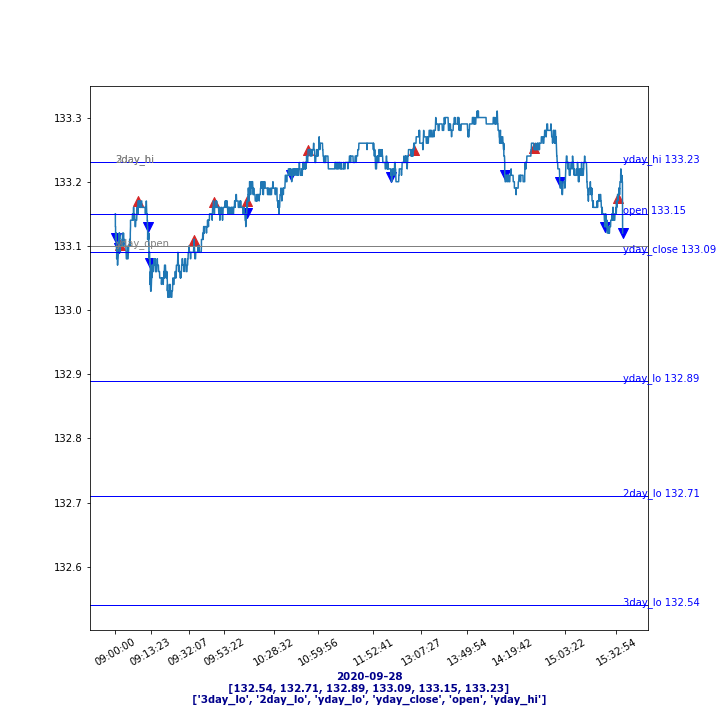 133.3
3day_hi
yday_hi 133.23
133.2
open 133.15
133.1
day_open
yday_close 133.09
133.0
132.9
yday_lo 132.89
132.8
132.7
2day_lo 132.71
132.6
3day_lo 132.54
09:00:00 09:13:23 09:32:07 09:53:22 10:28:32 10:59:56 11:52:41 13:07:27 13:49:54 14:19:42 15:03:22 15:32:54
2020-09-28
[132.54, 132.71, 132.89, 133.09, 133.15, 133.23]
['3day_lo', '2day_lo', 'yday_lo', 'yday_close', 'open', 'yday_hi']